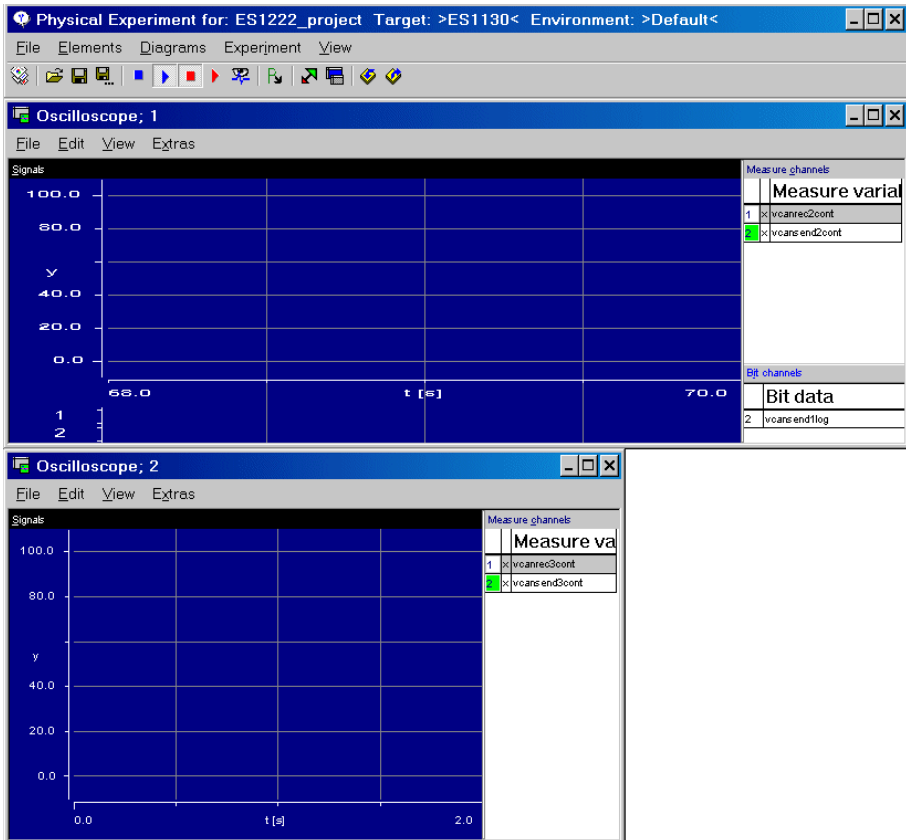 Physical Experiment for: ES1222_project Target: >ES1130< Environment: >Default<
File Elements Diagrams Experiment View
Oscilloscope; 1
File Edit View Extras
Signals
100.0
80.0
y
40.0
20.0
0.0
68.0 t [s] 70.0
1
2
Measure channels
Measure varial
1 x vcanrec2cont
2 x vcansend2cont
Bit channels
Bit data
2 vcansend1log
Oscilloscope; 2
File Edit View Extras
Signals
100.0
80.0
y
40.0
20.0
0.0
0.0 t [s] 2.0
Measure channels
Measure va
1 x vcanrec3cont
2 x vcansend3cont